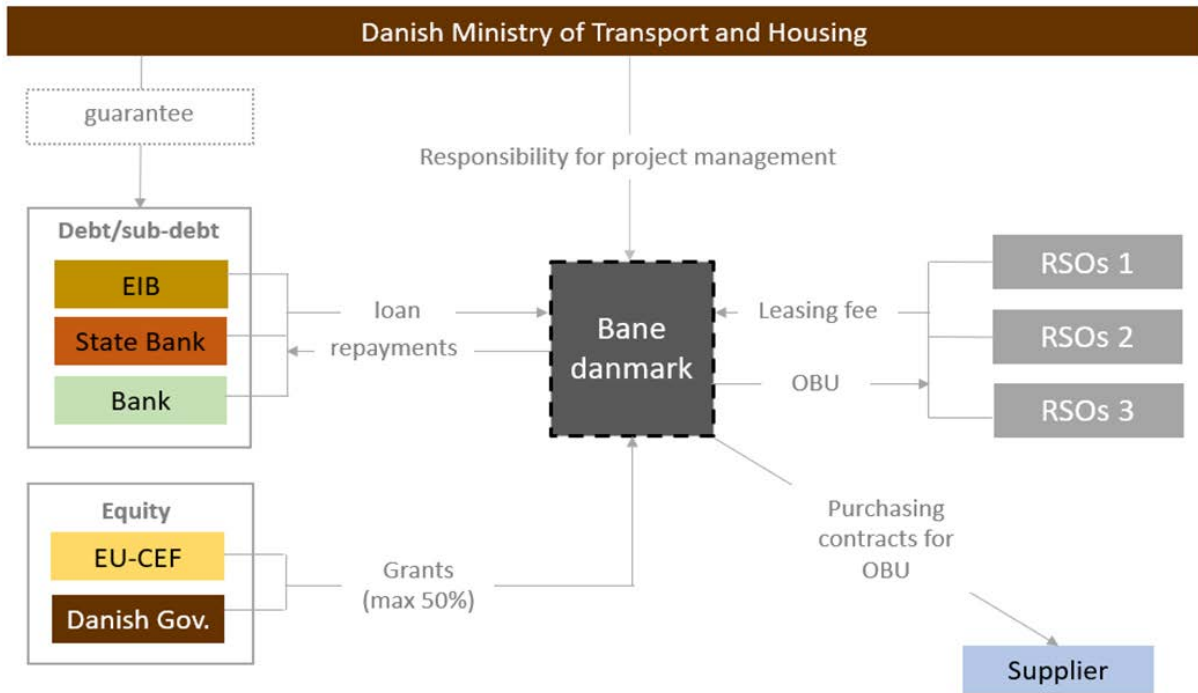 Danish Ministry of Transport and Housing
guarantee
Responsibility for project management
Debt/sub-debt
EIB
State Bank
Bank
loan
repayments
Bane
danmark
Leasing fee
OBU
RSOs 1
RSOs 2
RSOs 3
Equity
EU-CEF
Danish Gov.
Grants
(max 50%)
Purchasing
contracts for
OBU
Supplier